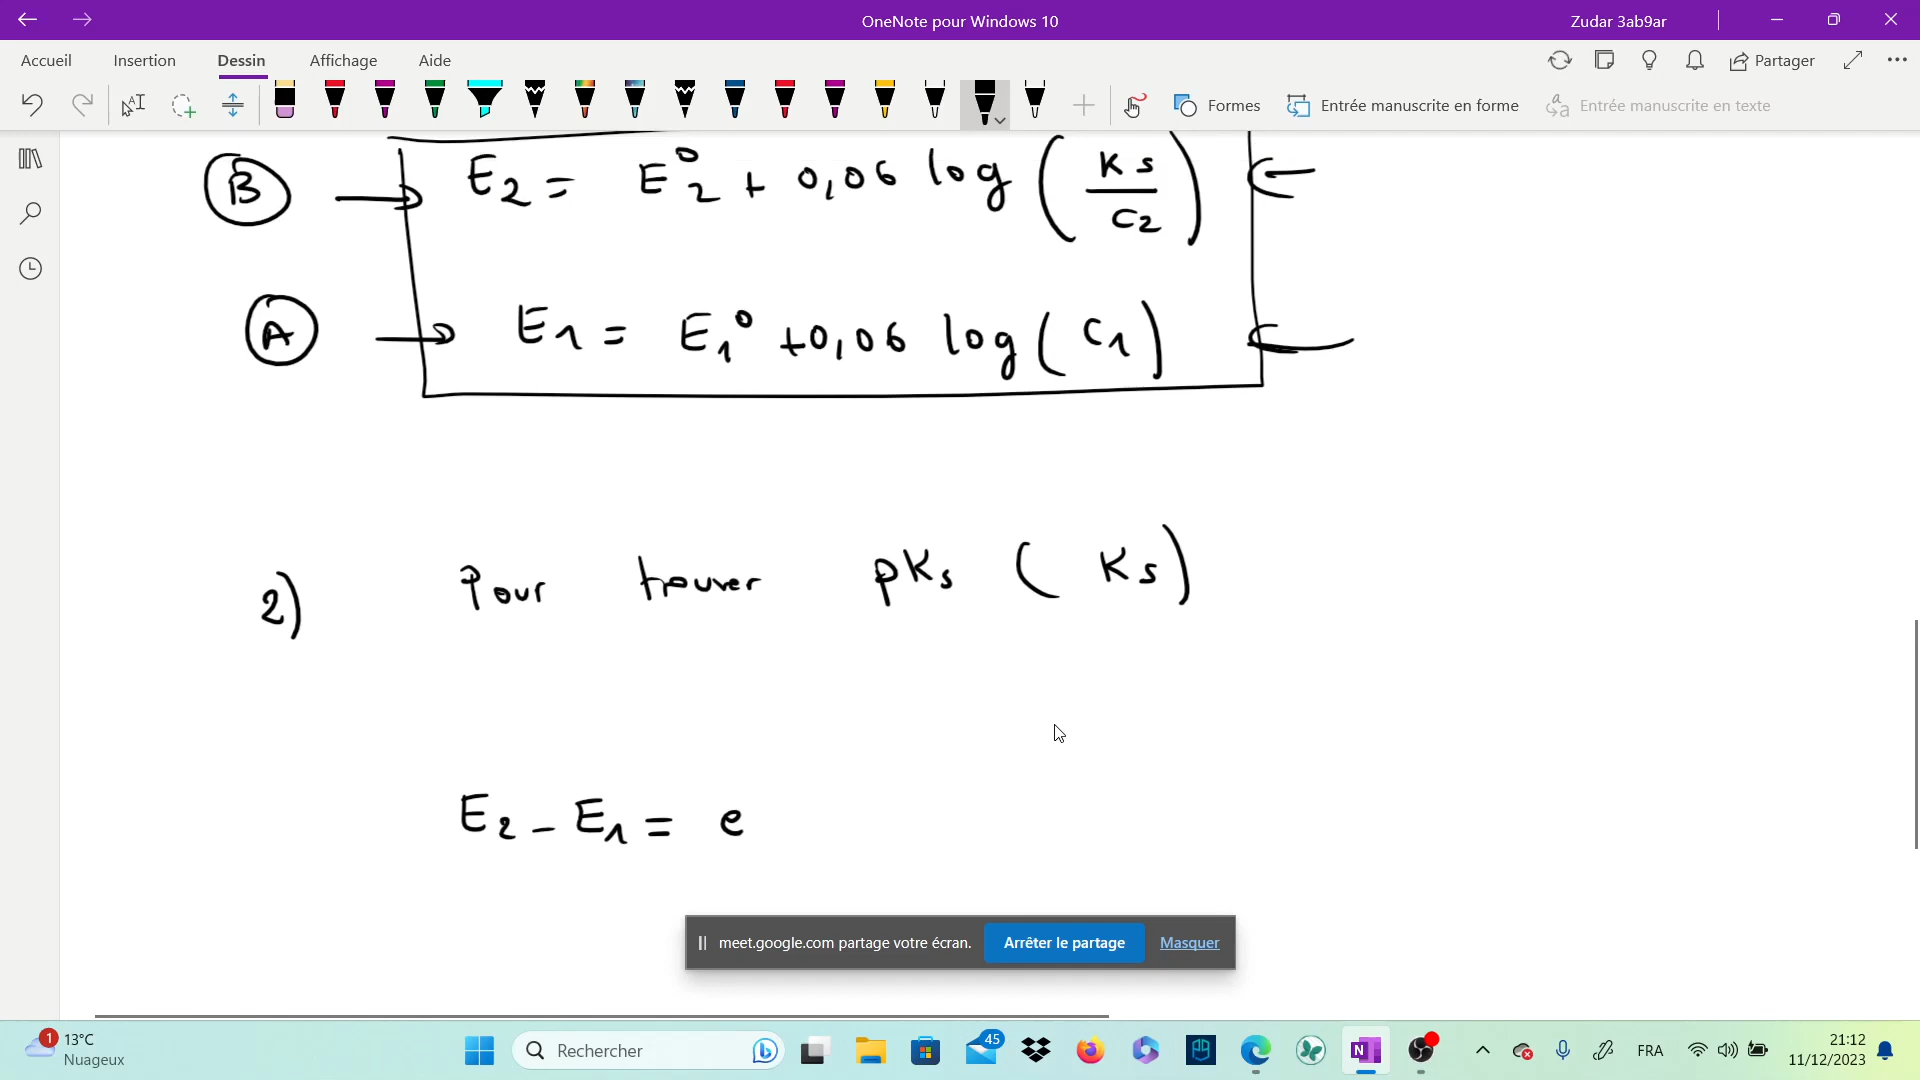 OneNote pour Windows 10
Zudar 3ab9ar
Accueil Insertion Dessin Affichage Aide
Partager
Formes Entrée manuscrite en forme Entrée manuscrite en texte
B → E2 = E2° + 0,06 log (Ks/C2)
A → E1 = E1° + 0,06 log (C1)
2) Pour trouver pKs (Ks)
E2 - E1 = e
meet.google.com partage votre écran. Arrêter le partage Masquer
1 13°C
Nuageux
Rechercher
45
FRA
21:12
11/12/2023